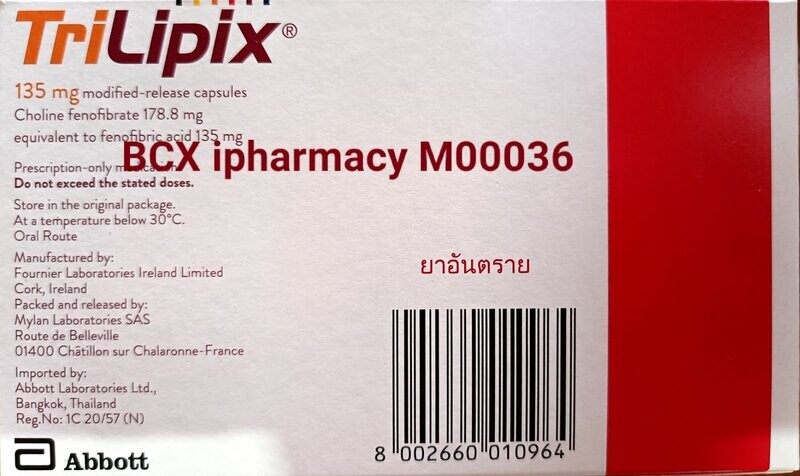 TriLipix®
135 mg modified-release capsules
Choline fenofibrate 178.8 mg
equivalent to fenofibric acid 135 mg
BCX ipharmacy M00036
Prescription-only
Do not exceed the stated doses.
Store in the original package.
At a temperature below 30°C.
Oral Route
Manufactured by:
Fournier Laboratories Ireland Limited
Cork, Ireland
Packed and released by:
Mylan Laboratories SAS
Route de Belleville
01400 Châtillon sur Chalaronne-France
Imported by:
Abbott Laboratories Ltd.,
Bangkok, Thailand
Reg.No: 1C 20/57 (N)
Abbott
ยาอันตราย
8 002660 010964